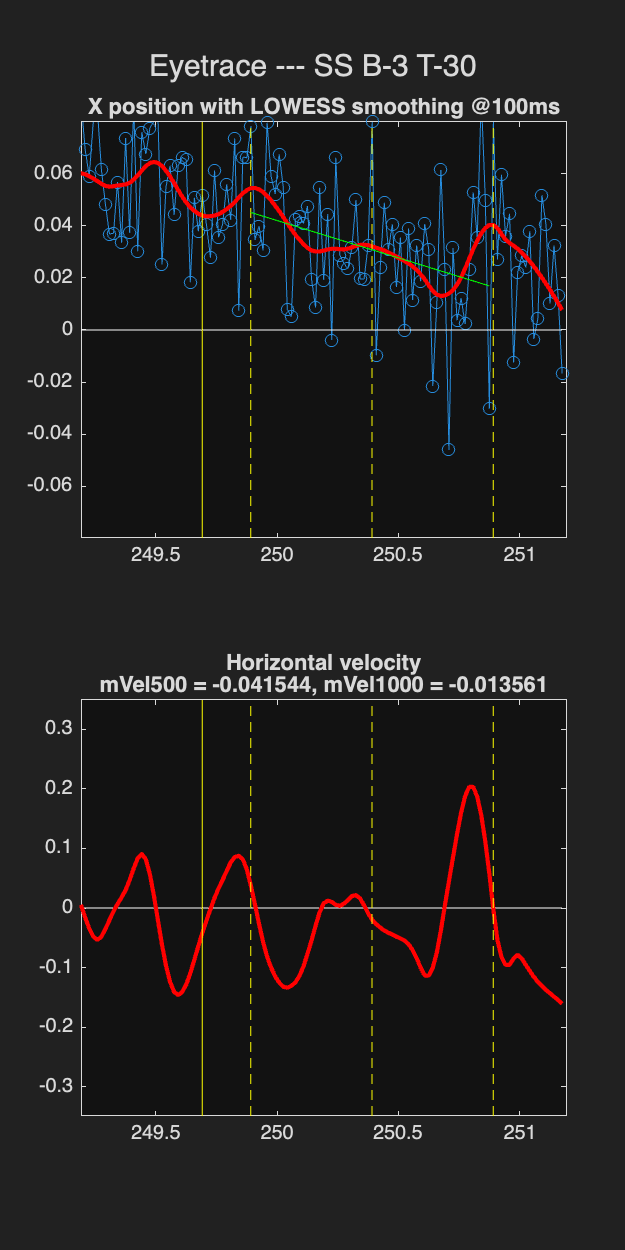 Eyetrace --- SS B-3 T-30
X position with LOWESS smoothing @100ms
0.06
0.04
0.02
0
-0.02
-0.04
-0.06
249.5 250 250.5 251
Horizontal velocity
mVel500 = -0.041544, mVel1000 = -0.013561
0.3
0.2
0.1
0
-0.1
-0.2
-0.3
249.5 250 250.5 251